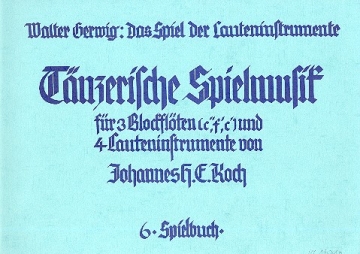 Walter Gerwig: Das Spiel der Lauteninstrumente
Tänzerische Spielmusik
für 3 Blockflöten (c", f', c') und
4 Lauteninstrumente von
Johannes H. E. Koch
6. Spielbuch.